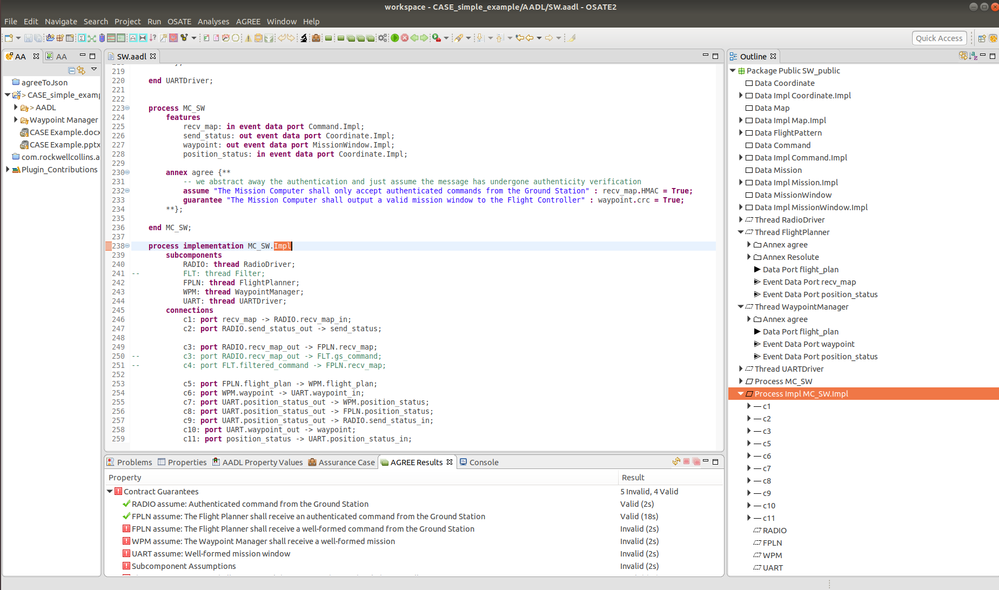 workspace - CASE_simple_example/AADL/SW.aadl - OSATE2
File Edit Navigate Search Project Run OSATE Analyses AGREE Window Help
Quick Access
AA
AA
agreeToJson
> CASE_simple_examp
> AADL
Waypoint Manager
CASE Example.docx
CASE Example.pptx
com.rockwellcollins.a
Plugin_Contributions
SW.aadl
219
220 end UARTDriver;
221
222
223 process MC_SW
224 features
225 recv_map: in event data port Command.Impl;
226 send_status: out event data port Coordinate.Impl;
227 waypoint: out event data port MissionWindow.Impl;
228 position_status: in event data port Coordinate.Impl;
229
230 annex agree {**
231 -- we abstract away the authentication and just assume the message has undergone authenticity verification
232 assume "The Mission Computer shall only accept authenticated commands from the Ground Station" : recv_map.HMAC = True;
233 guarantee "The Mission Computer shall output a valid mission window to the Flight Controller" : waypoint.crc = True;
234 **};
235
236 end MC_SW;
237
238 process implementation MC_SW.Impl
239 subcomponents
240 RADIO: thread RadioDriver;
241 -- FLT: thread Filter;
242 FPLN: thread FlightPlanner;
243 WPM: thread WaypointManager;
244 UART: thread UARTDriver;
245 connections
246 c1: port recv_map -> RADIO.recv_map_in;
247 c2: port RADIO.send_status_out -> send_status;
248
249 c3: port RADIO.recv_map_out -> FPLN.recv_map;
250 -- c3: port RADIO.recv_map_out -> FLT.gs_command;
251 -- c4: port FLT.filtered_command -> FPLN.recv_map;
252
253 c5: port FPLN.flight_plan -> WPM.flight_plan;
254 c6: port WPM.waypoint -> UART.waypoint_in;
255 c7: port UART.position_status_out -> WPM.position_status;
256 c8: port UART.position_status_out -> FPLN.position_status;
257 c9: port UART.position_status_out -> RADIO.send_status_in;
258 c10: port UART.waypoint_out -> waypoint;
259 c11: port position_status -> UART.position_status_in;
Problems Properties AADL Property Values Assurance Case AGREE Results Console
Property Result
Contract Guarantees 5 Invalid, 4 Valid
RADIO assume: Authenticated command from the Ground Station Valid (2s)
FPLN assume: The Flight Planner shall receive an authenticated command from the Ground Station Valid (18s)
FPLN assume: The Flight Planner shall receive a well-formed command from the Ground Station Invalid (2s)
WPM assume: The Waypoint Manager shall receive a well-formed mission Invalid (2s)
UART assume: Well-formed mission window Invalid (2s)
Subcomponent Assumptions Invalid (2s)
Outline
Package Public SW_public
Data Coordinate
Data Impl Coordinate.Impl
Data Map
Data Impl Map.Impl
Data FlightPattern
Data Command
Data Impl Command.Impl
Data Mission
Data Impl Mission.Impl
Data MissionWindow
Data Impl MissionWindow.Impl
Thread RadioDriver
Thread FlightPlanner
Annex agree
Annex Resolute
Data Port flight_plan
Event Data Port recv_map
Event Data Port position_status
Thread WaypointManager
Annex agree
Data Port flight_plan
Event Data Port waypoint
Event Data Port position_status
Thread UARTDriver
Process MC_SW
Process Impl MC_SW.Impl
c1
c2
c3
c5
c6
c7
c8
c9
c10
c11
RADIO
FPLN
WPM
UART